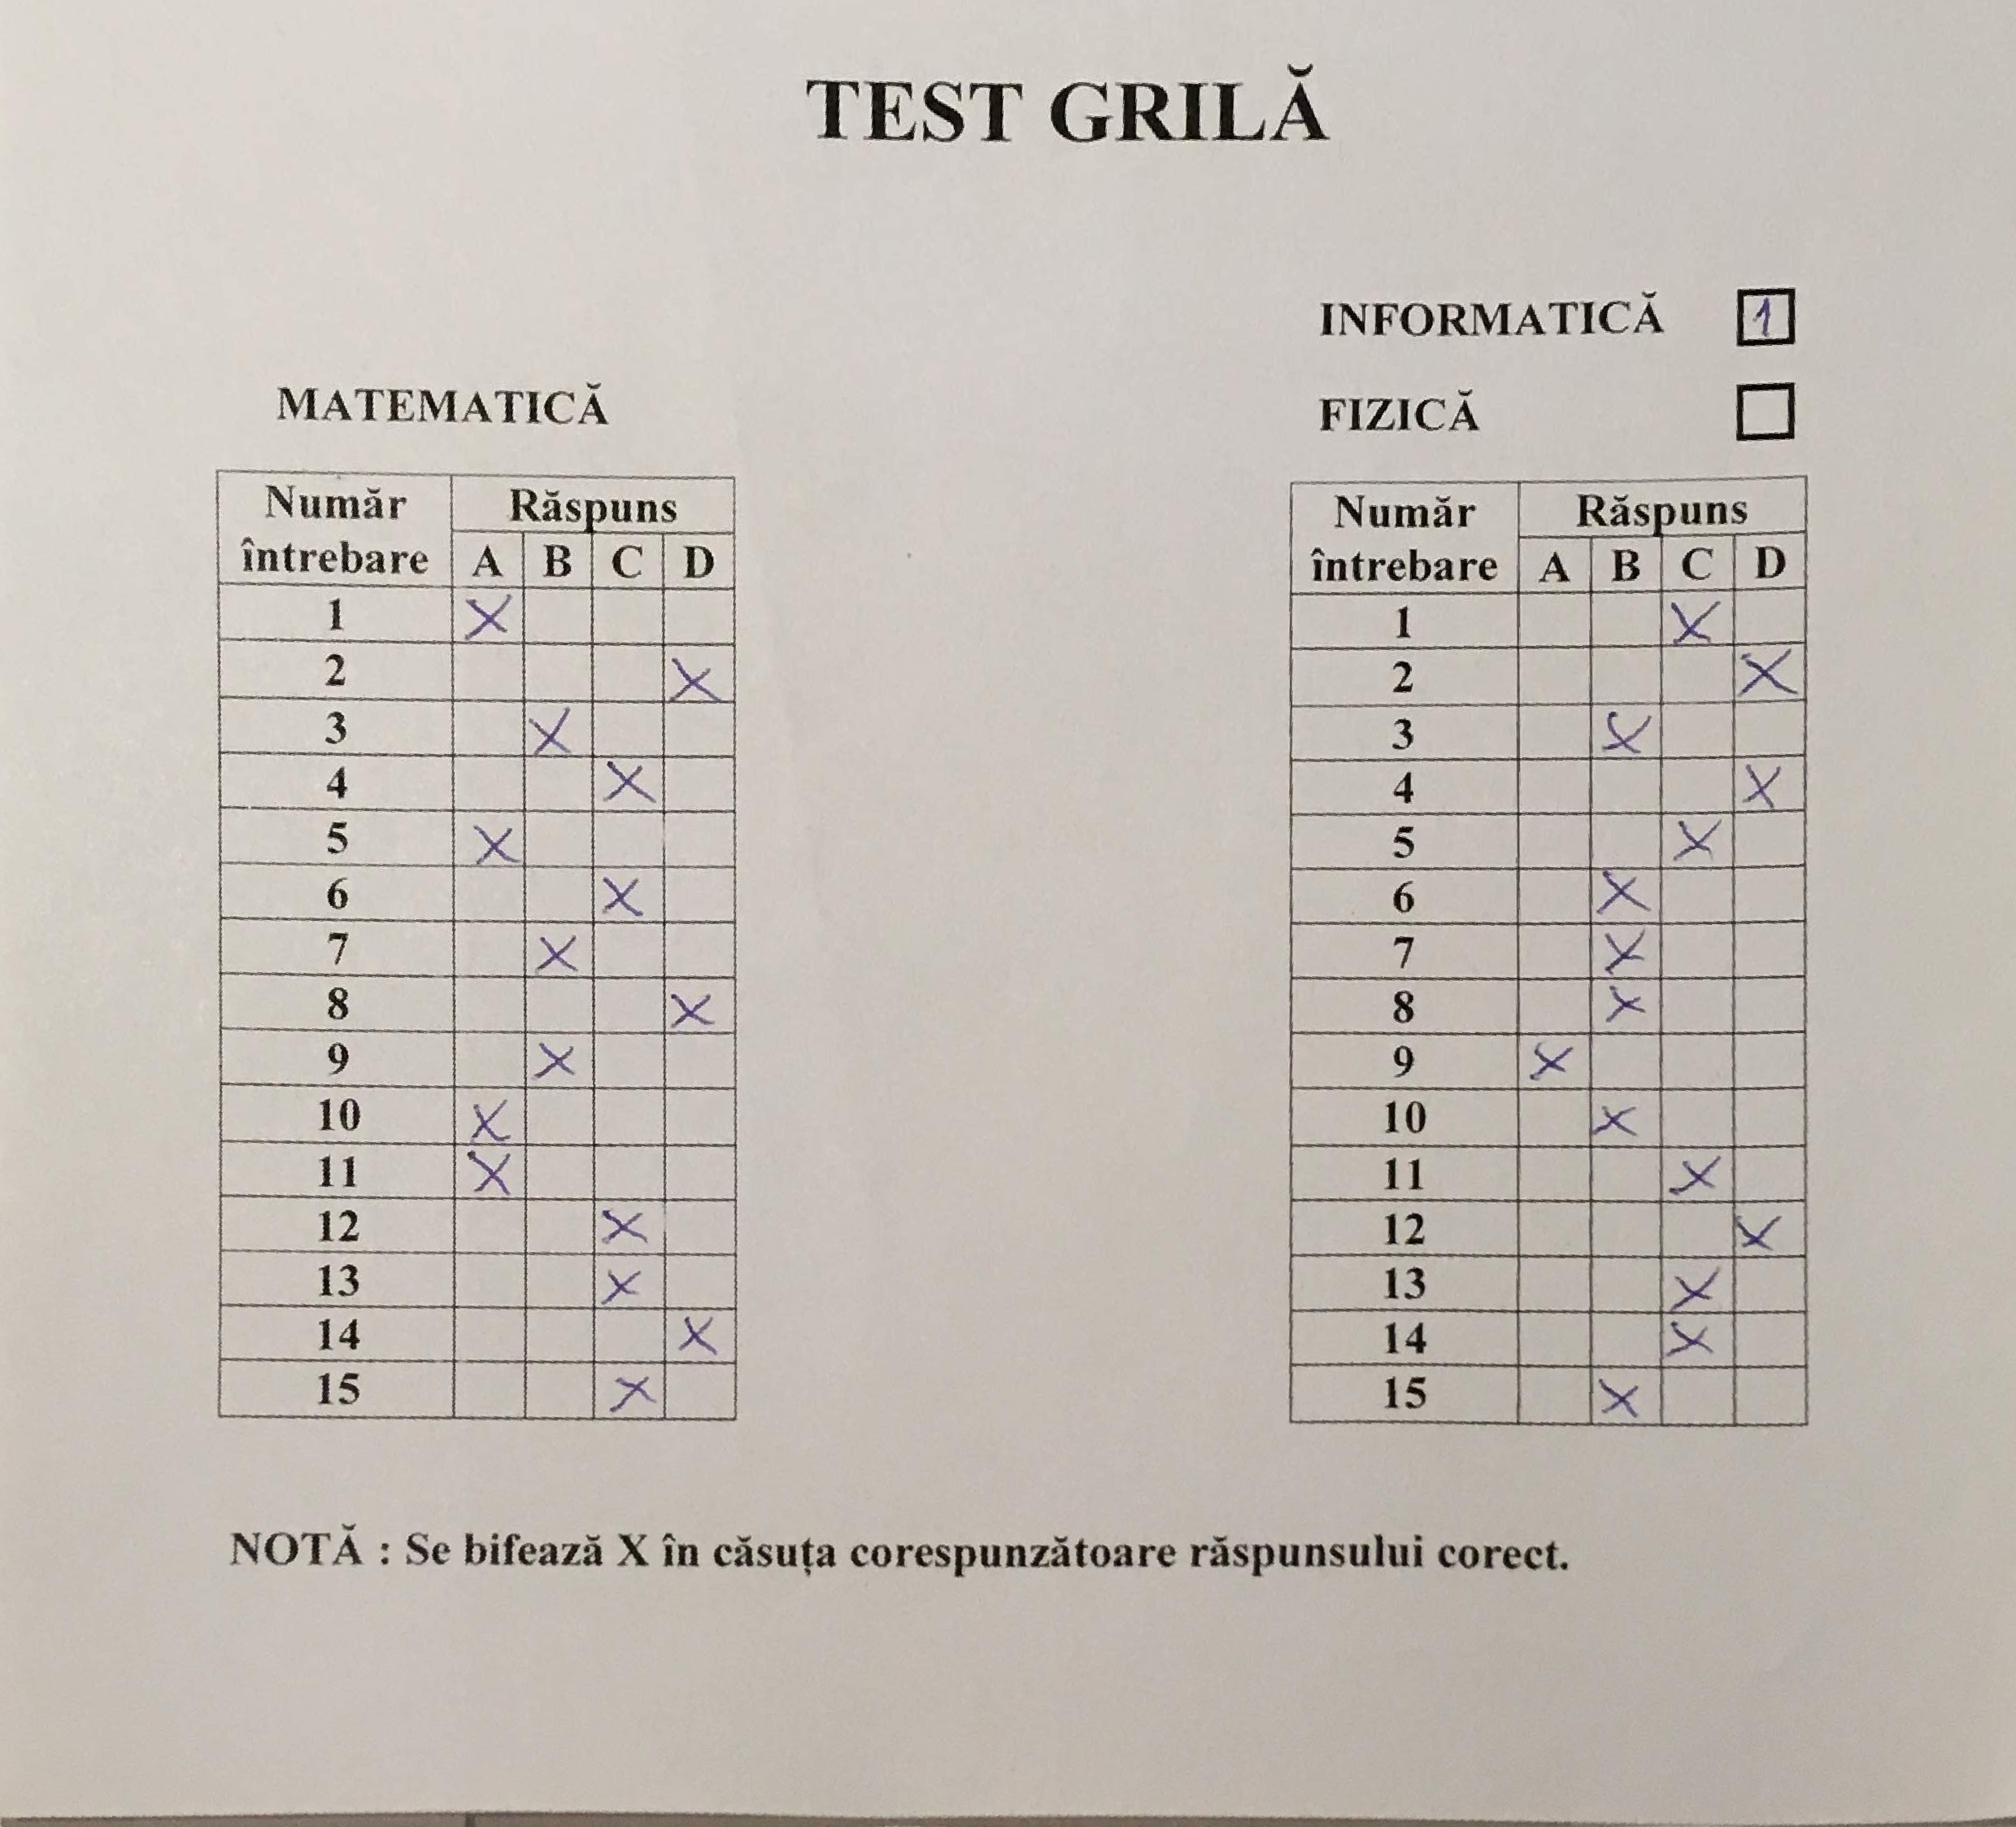 TEST GRILĂ
INFORMATICĂ 1
FIZICĂ
MATEMATICĂ
Număr întrebare Răspuns
A B C D
1 X
2 X
3 X
4 X
5 X
6 X
7 X
8 X
9 X
10 X
11 X
12 X
13 X
14 X
15 X
Număr întrebare Răspuns
A B C D
1 X
2 X
3 X
4 X
5 X
6 X
7 X
8 X
9 X
10 X
11 X
12 X
13 X
14 X
15 X
NOTĂ : Se bifează X în căsuța corespunzătoare răspunsului corect.